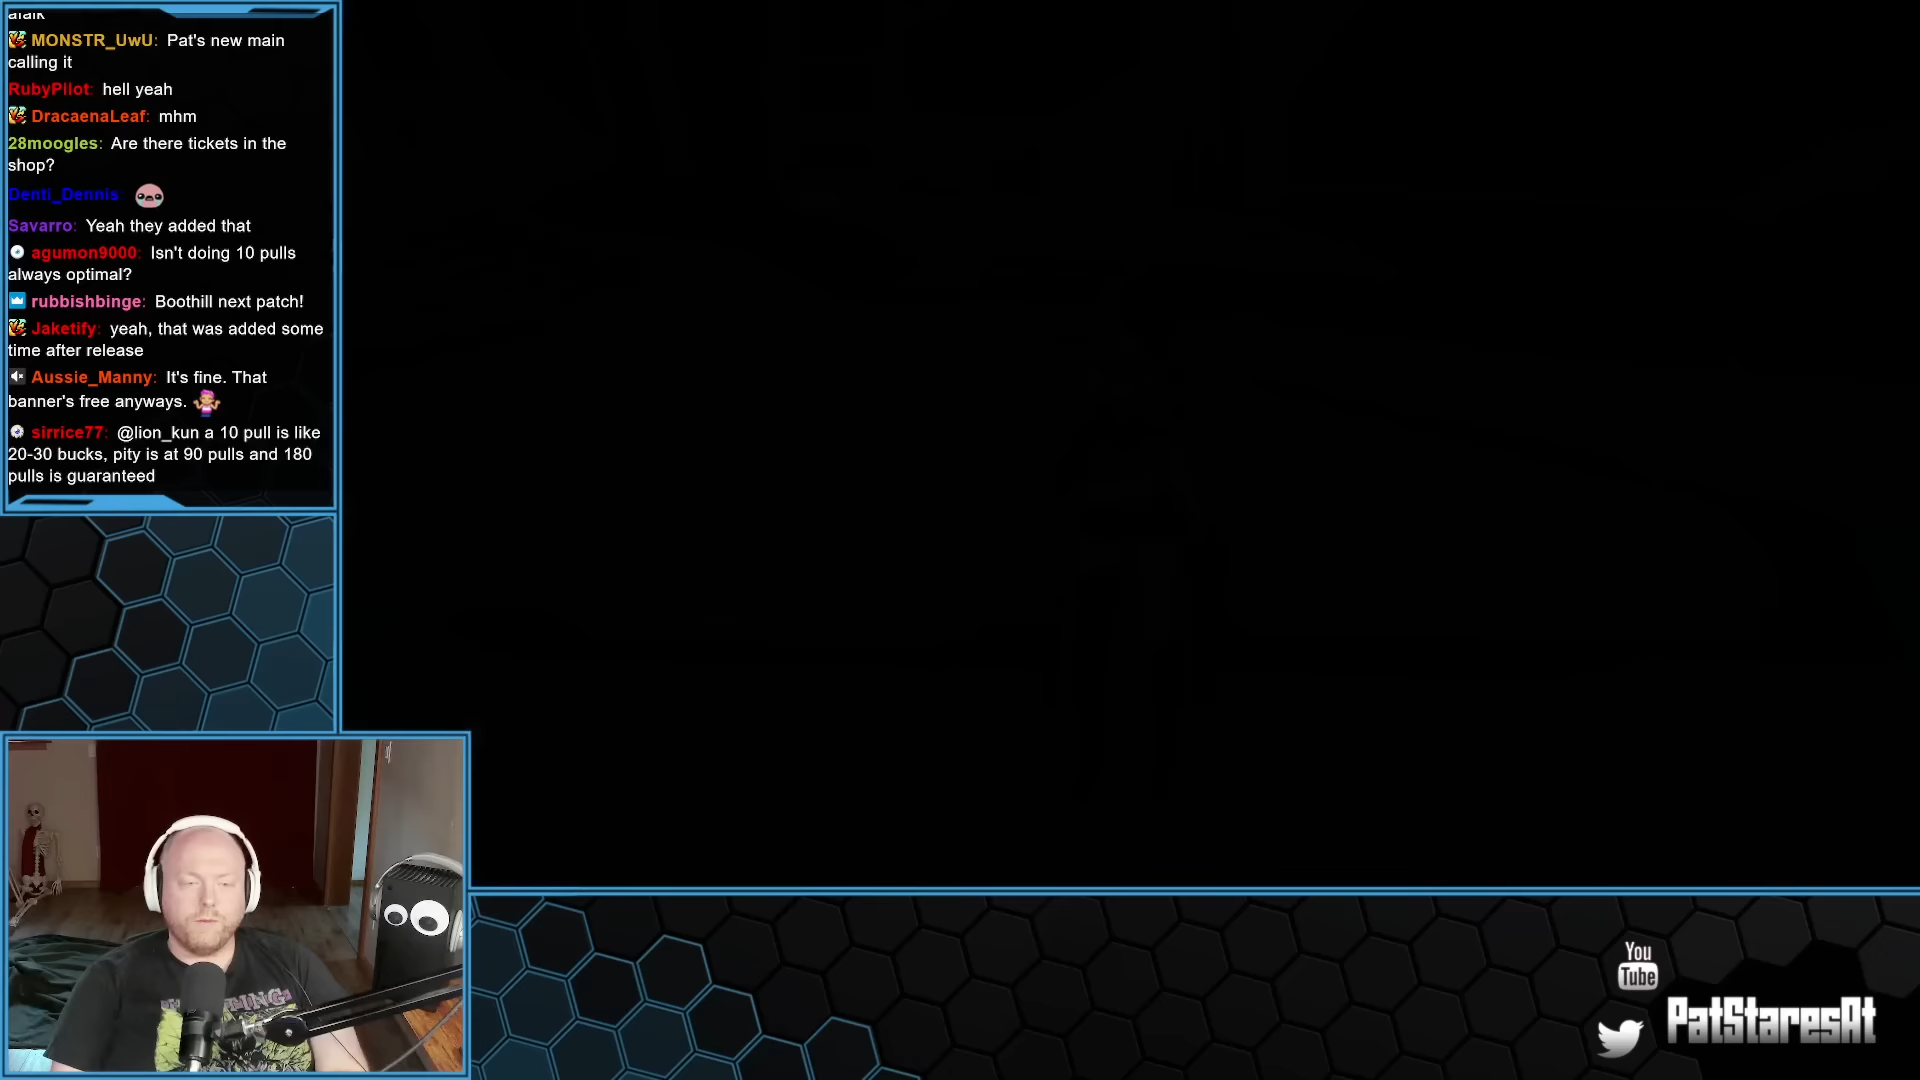 afaik
MONSTR_UwU: Pat's new main
calling it
RubyPilot: hell yeah
DracaenaLeaf: mhm
28moogles: Are there tickets in the
shop?
Denti_Dennis:
Savarro: Yeah they added that
agumon9000: Isn't doing 10 pulls
always optimal?
rubbishbinge: Boothill next patch!
Jaketify: yeah, that was added some
time after release
Aussie_Manny: It's fine. That
banner's free anyways.
sirrice77: @lion_kun a 10 pull is like
20-30 bucks, pity is at 90 pulls and 180
pulls is guaranteed
You
Tube
PatStaresAt